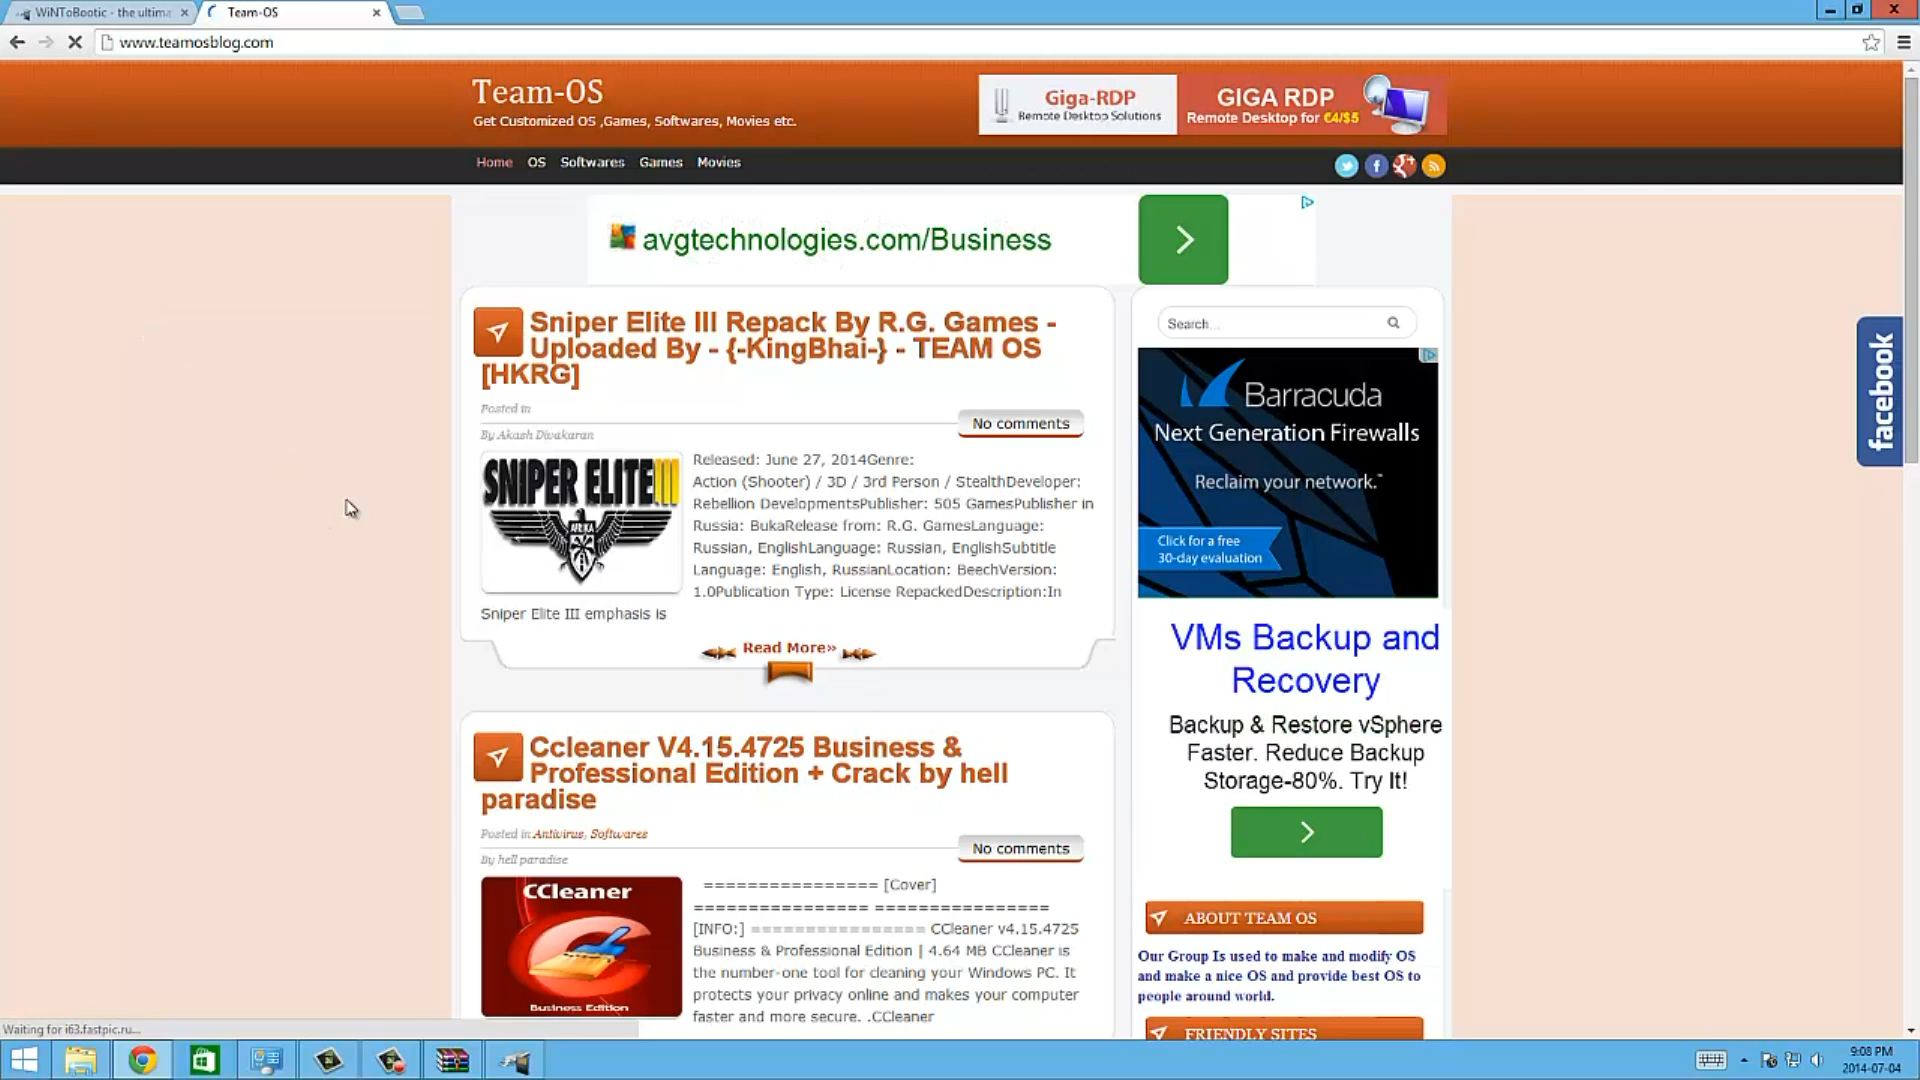 WiNToBootic - the ultima
Team-OS
www.teamosblog.com
Team-OS
Get Customized OS ,Games, Softwares, Movies etc.
Giga-RDP
Remote Desktop Solutions
GIGA RDP
Remote Desktop for €4/$5
Home OS Softwares Games Movies
avgtechnologies.com/Business
Sniper Elite III Repack By R.G. Games -
Uploaded By - {-KingBhai-} - TEAM OS
[HKRG]
Posted in
No comments
By Akash Divakaran
SNIPER ELITE III
AFRIKA
Released: June 27, 2014Genre:
Action (Shooter) / 3D / 3rd Person / StealthDeveloper:
Rebellion DevelopmentsPublisher: 505 GamesPublisher in
Russia: BukaRelease from: R.G. GamesLanguage:
Russian, EnglishLanguage: Russian, EnglishSubtitle
Language: English, RussianLocation: BeechVersion:
1.0Publication Type: License RepackedDescription:In
Sniper Elite III emphasis is
Read More»
Ccleaner V4.15.4725 Business &
Professional Edition + Crack by hell
paradise
Posted in Antivirus, Softwares
No comments
By hell paradise
CCleaner
Business Edition
================ [Cover]
================ ================
[INFO:] ================ CCleaner v4.15.4725
Business & Professional Edition | 4.64 MB CCleaner is
the number-one tool for cleaning your Windows PC. It
protects your privacy online and makes your computer
faster and more secure. .CCleaner
Search...
Barracuda
Next Generation Firewalls
Reclaim your network.™
Click for a free
30-day evaluation
VMs Backup and
Recovery
Backup & Restore vSphere
Faster. Reduce Backup
Storage-80%. Try It!
ABOUT TEAM OS
Our Group Is used to make and modify OS
and make a nice OS and provide best OS to
people around world.
FRIENDLY SITES
facebook
Waiting for i63.fastpic.ru...
9:08 PM
2014-07-04